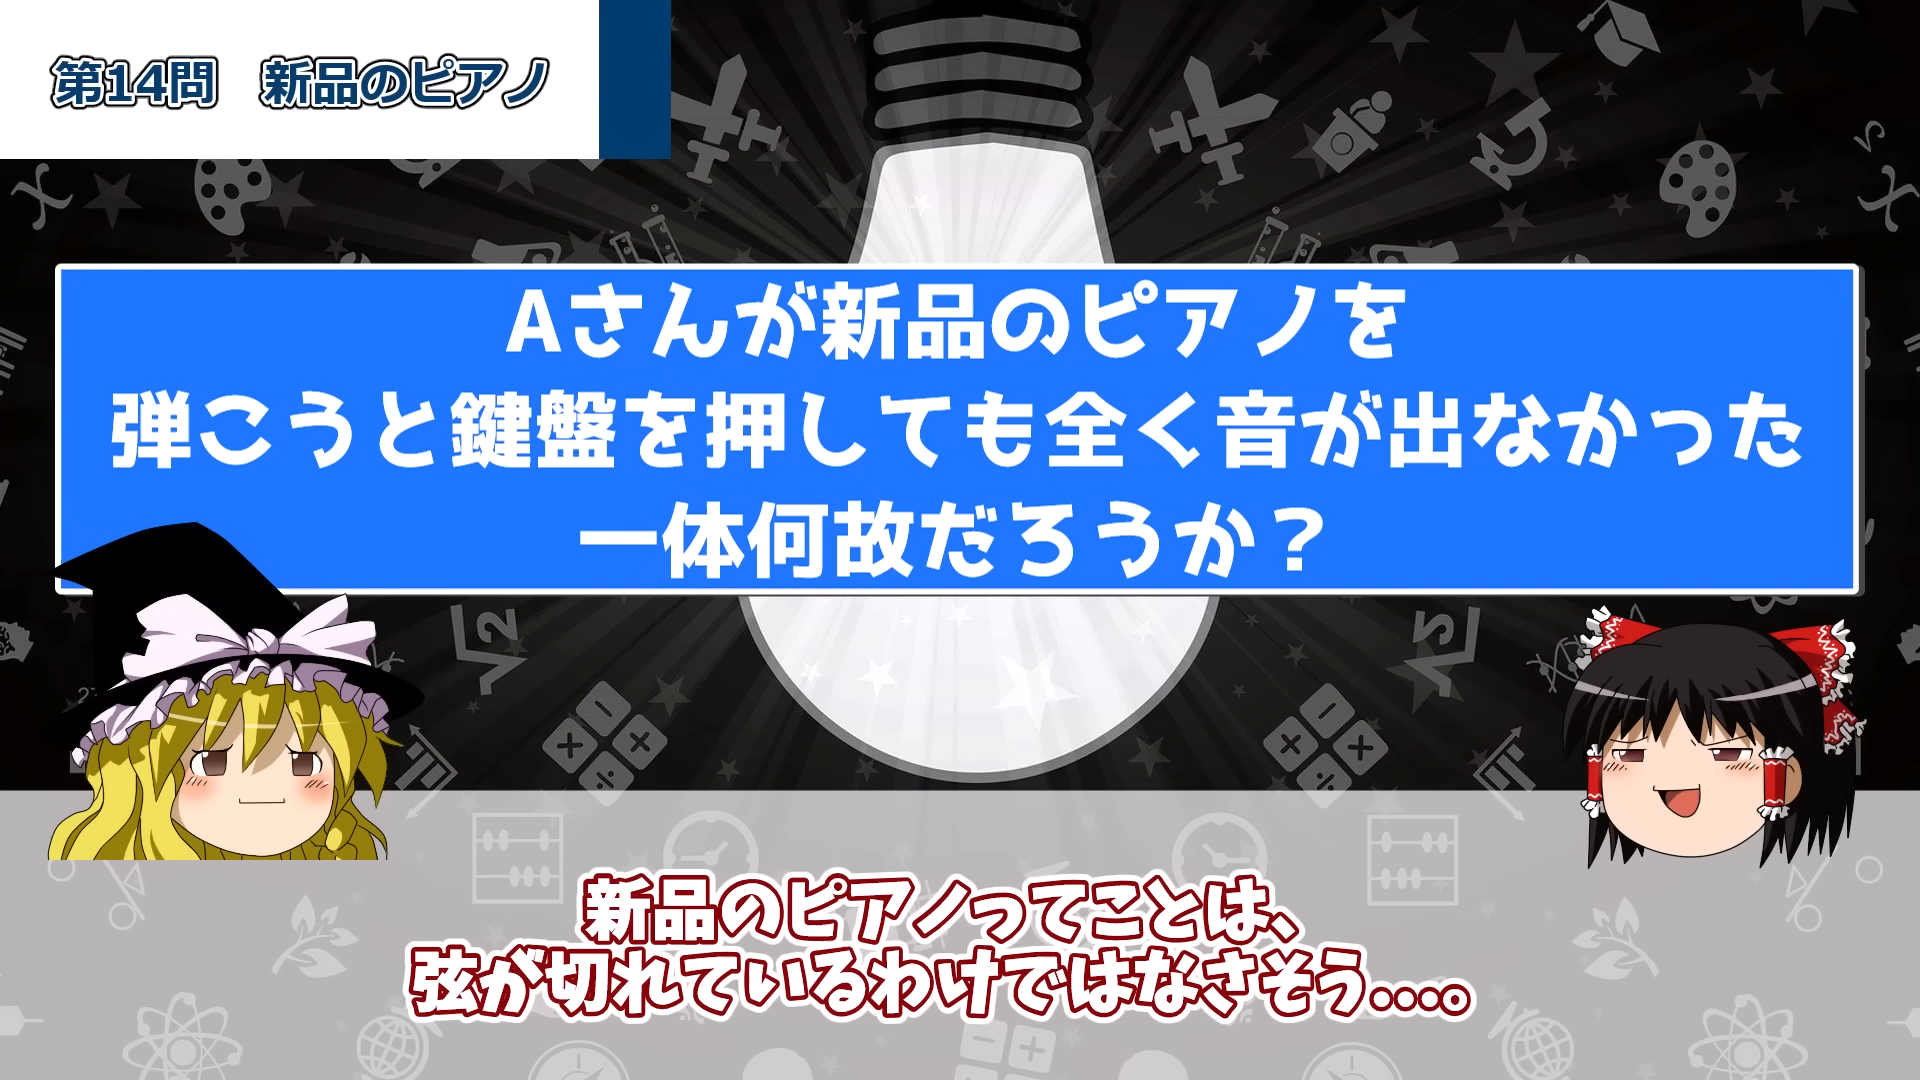 第14問　新品のピアノ
Aさんが新品のピアノを
弾こうと鍵盤を押しても全く音が出なかった
一体何故だろうか？
新品のピアノってことは、
弦が切れているわけではなさそう....。